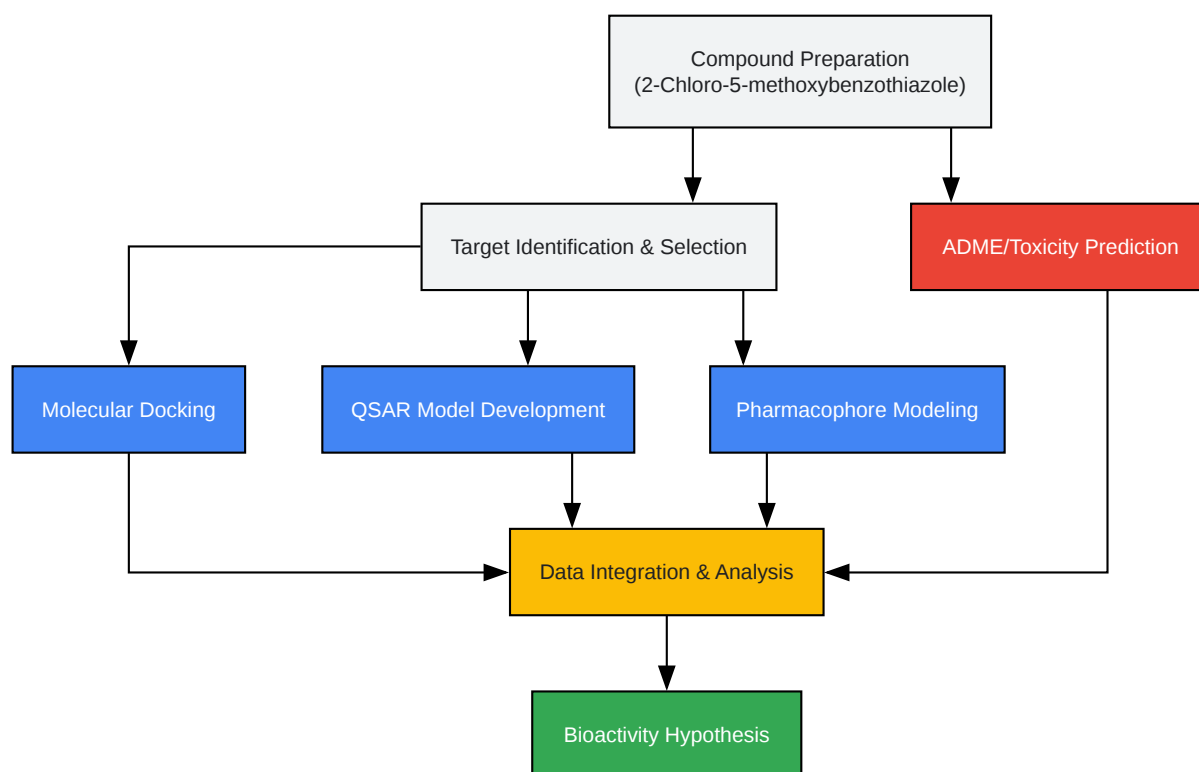 Compound Preparation
(2-Chloro-5-methoxybenzothiazole)
Target Identification & Selection
ADME/Toxicity Prediction
Molecular Docking
QSAR Model Development
Pharmacophore Modeling
Data Integration & Analysis
Bioactivity Hypothesis